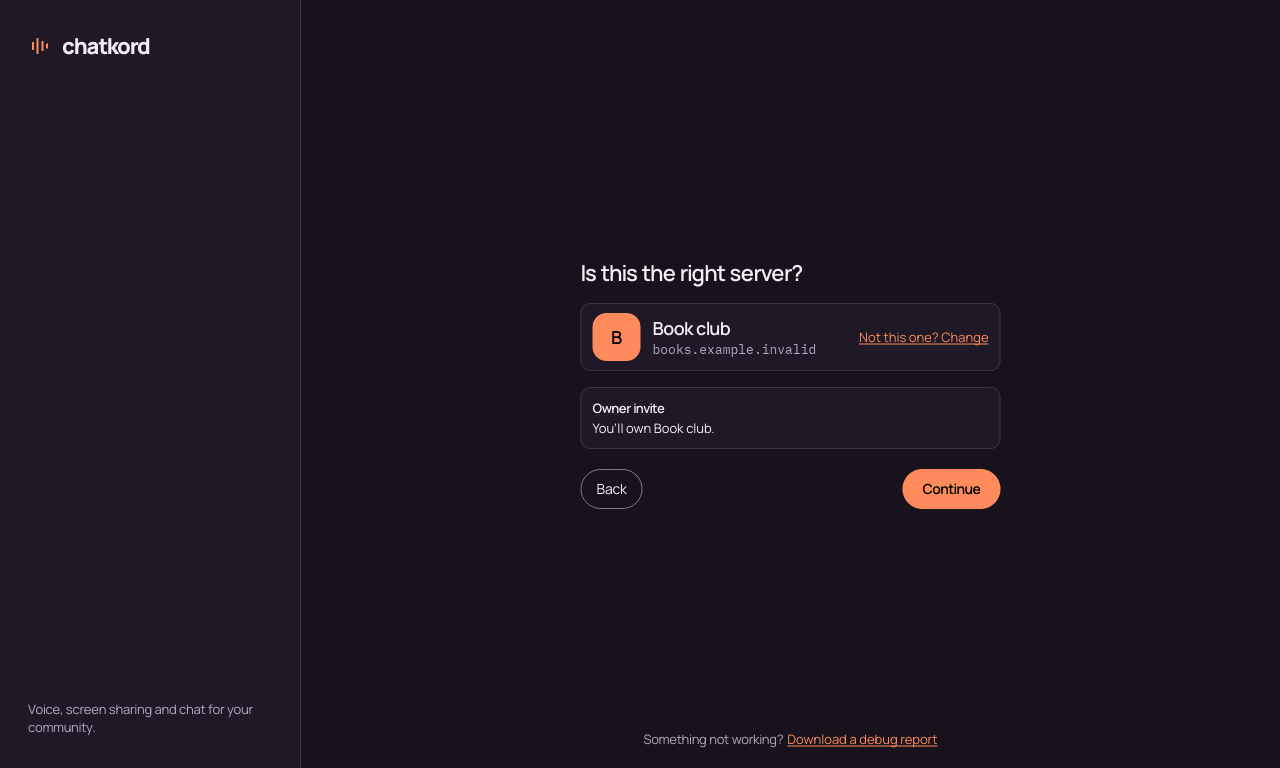 chatkord
Is this the right server?
B
Book club
books.example.invalid
Not this one? Change
Owner invite
You'll own Book club.
Back
Continue
Voice, screen sharing and chat for your
community.
Something not working? Download a debug report